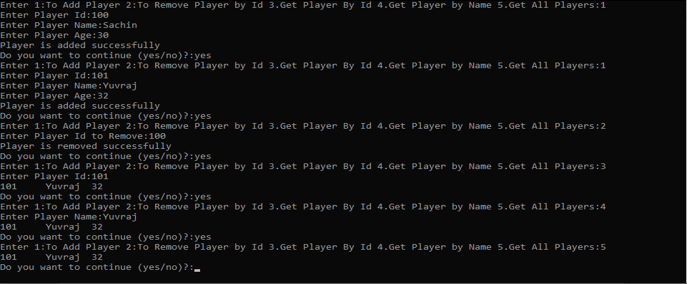 Enter 1:To Add Player 2:To Remove Player by Id 3.Get Player By Id 4.Get Player by Name 5.Get All Players:1
Enter Player Id:100
Enter Player Name:Sachin
Enter Player Age:30
Player is added successfully
Do you want to continue (yes/no)?:yes
Enter 1:To Add Player 2:To Remove Player by Id 3.Get Player By Id 4.Get Player by Name 5.Get All Players:1
Enter Player Id:101
Enter Player Name:Yuvraj
Enter Player Age:32
Player is added successfully
Do you want to continue (yes/no)?:yes
Enter 1:To Add Player 2:To Remove Player by Id 3.Get Player By Id 4.Get Player by Name 5.Get All Players:2
Enter Player Id to Remove:100
Player is removed successfully
Do you want to continue (yes/no)?:yes
Enter 1:To Add Player 2:To Remove Player by Id 3.Get Player By Id 4.Get Player by Name 5.Get All Players:3
Enter Player Id:101
101     Yuvraj  32
Do you want to continue (yes/no)?:yes
Enter 1:To Add Player 2:To Remove Player by Id 3.Get Player By Id 4.Get Player by Name 5.Get All Players:4
Enter Player Name:Yuvraj
101     Yuvraj  32
Do you want to continue (yes/no)?:yes
Enter 1:To Add Player 2:To Remove Player by Id 3.Get Player By Id 4.Get Player by Name 5.Get All Players:5
101     Yuvraj  32
Do you want to continue (yes/no)?: